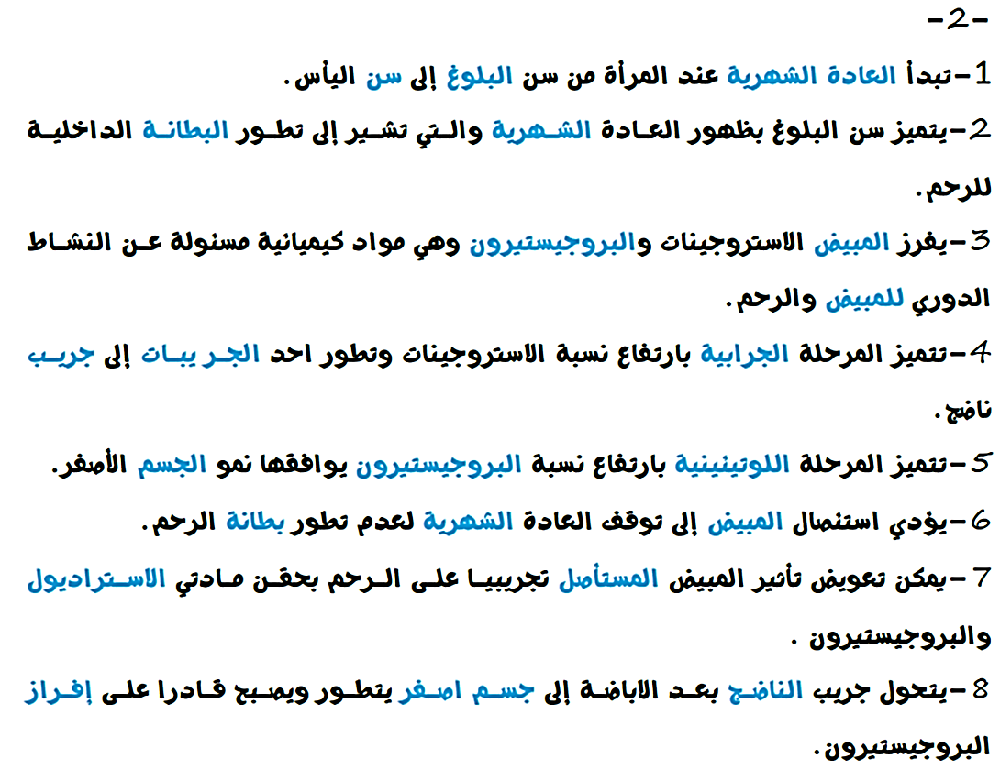 -2-
1-تبدأ العادة الشهرية عند المرأة من سن البلوغ إلى سن اليأس.
2-يتميز سن البلوغ بظهور العادة الشهرية والتي تشير إلى تطور البطانة الداخلية
للرحم.
3-يفرز المبيض الاستروجينات والبروجيستيرون وهي مواد كيميائية مسئولة عن النشاط
الدوري للمبيض والرحم.
4-تتميز المرحلة الجرابية بارتفاع نسبة الاستروجينات وتطور احد الجر يبات إلى جريب
ناضج.
5-تتميز المرحلة اللوتينينية بارتفاع نسبة البروجيستيرون يوافقها نمو الجسم الأصفر.
6-يؤدي استئصال المبيض إلى توقف العادة الشهرية لعدم تطور بطانة الرحم.
7-يمكن تعويض تأثير المبيض المستأصل تجريبيا على الرحم بحقن مادتي الاستراديول
والبروجيستيرون .
8-يتحول جريب الناضج بعد الاباضة إلى جسم اصفر يتطور ويصبح قادرا على إفراز
البروجيستيرون.